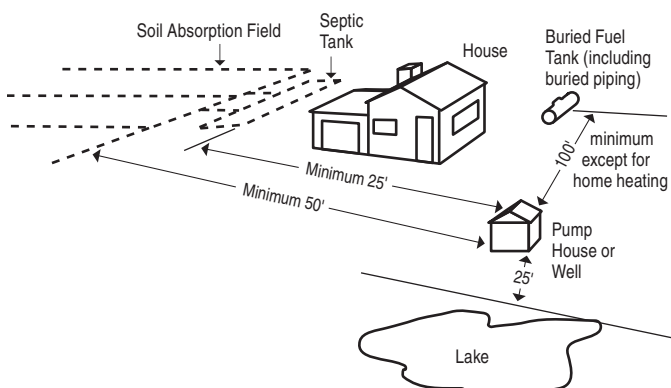 Soil Absorption Field
Septic
Tank
House
Buried Fuel
Tank (including
buried piping)
100'
minimum
except for
home heating
Minimum 25'
Minimum 50'
Pump
House or
Well
25'
Lake